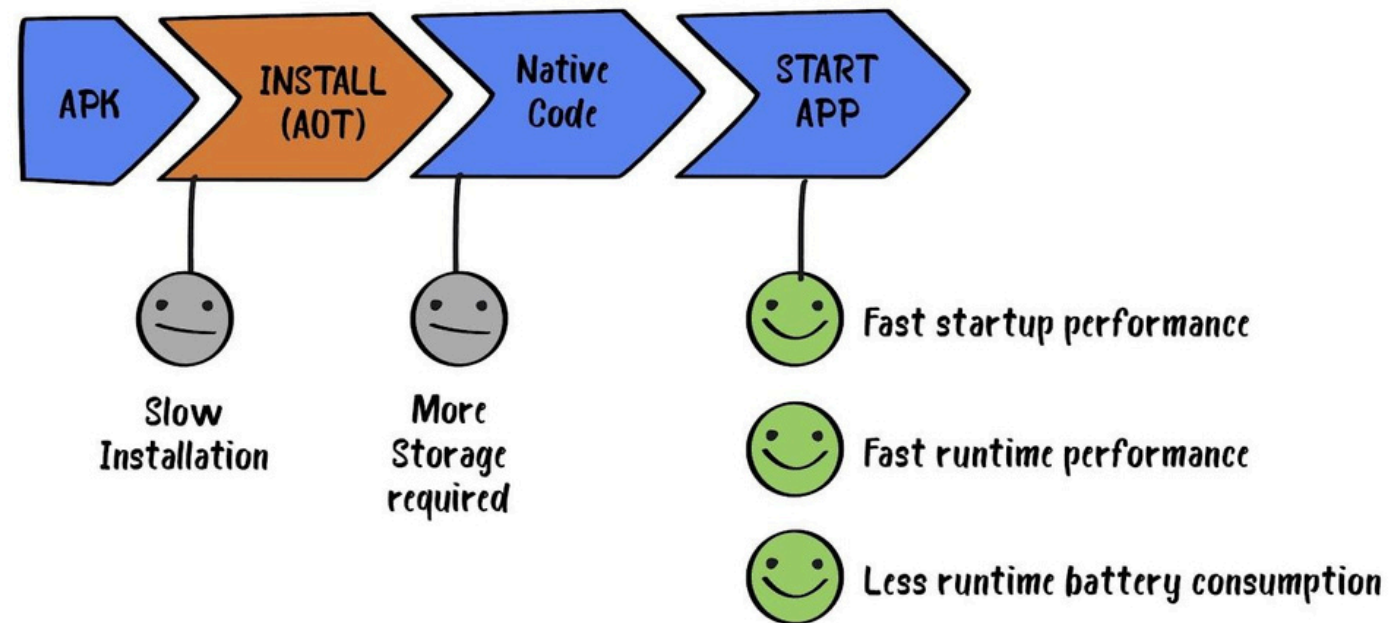 APK
INSTALL
(AOT)
Native
Code
START
APP
Slow
Installation
More
Storage
required
Fast startup performance
Fast runtime performance
Less runtime battery consumption